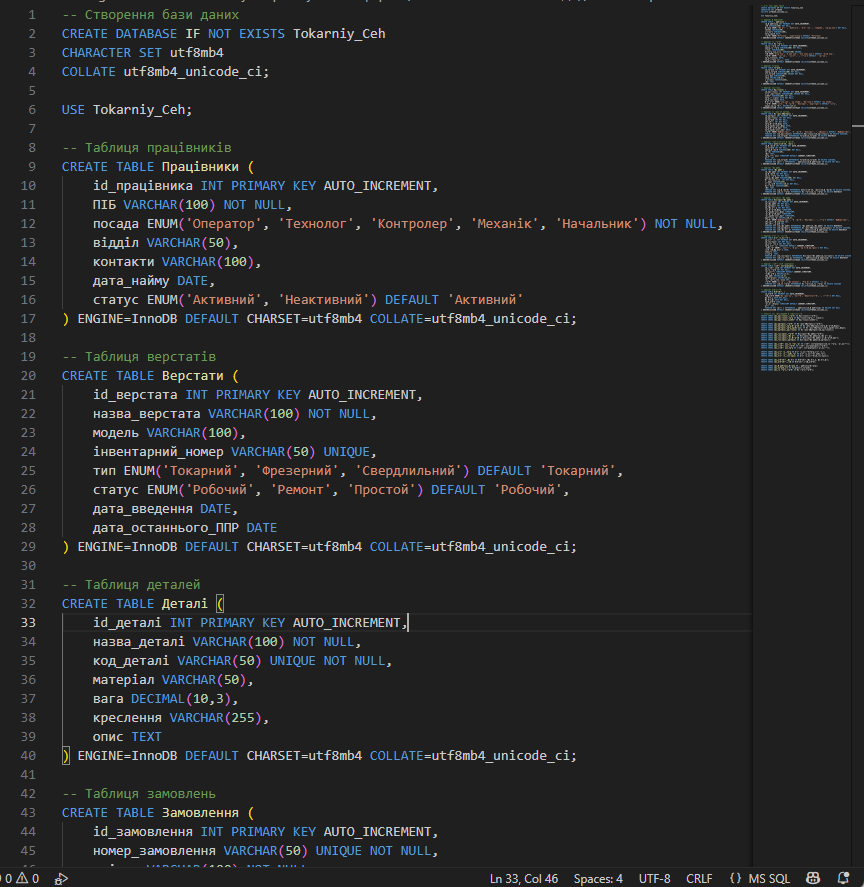 1 -- Створення бази даних
2 CREATE DATABASE IF NOT EXISTS Tokarniy_Ceh
3 CHARACTER SET utf8mb4
4 COLLATE utf8mb4_unicode_ci;
5
6 USE Tokarniy_Ceh;
7
8 -- Таблиця працівників
9 CREATE TABLE Працівники (
10 id_працівника INT PRIMARY KEY AUTO_INCREMENT,
11 ПІБ VARCHAR(100) NOT NULL,
12 посада ENUM('Оператор', 'Технолог', 'Контролер', 'Механік', 'Начальник') NOT NULL,
13 відділ VARCHAR(50),
14 контакти VARCHAR(100),
15 дата_найму DATE,
16 статус ENUM('Активний', 'Неактивний') DEFAULT 'Активний'
17 ) ENGINE=InnoDB DEFAULT CHARSET=utf8mb4 COLLATE=utf8mb4_unicode_ci;
18
19 -- Таблиця верстатів
20 CREATE TABLE Верстати (
21 id_верстата INT PRIMARY KEY AUTO_INCREMENT,
22 назва_верстата VARCHAR(100) NOT NULL,
23 модель VARCHAR(100),
24 інвентарний_номер VARCHAR(50) UNIQUE,
25 тип ENUM('Токарний', 'Фрезерний', 'Свердлильний') DEFAULT 'Токарний',
26 статус ENUM('Робочий', 'Ремонт', 'Простой') DEFAULT 'Робочий',
27 дата_введення DATE,
28 дата_останнього_ППР DATE
29 ) ENGINE=InnoDB DEFAULT CHARSET=utf8mb4 COLLATE=utf8mb4_unicode_ci;
30
31 -- Таблиця деталей
32 CREATE TABLE Деталі (
33 id_деталі INT PRIMARY KEY AUTO_INCREMENT,
34 назва_деталі VARCHAR(100) NOT NULL,
35 код_деталі VARCHAR(50) UNIQUE NOT NULL,
36 матеріал VARCHAR(50),
37 вага DECIMAL(10,3),
38 креслення VARCHAR(255),
39 опис TEXT
40 ) ENGINE=InnoDB DEFAULT CHARSET=utf8mb4 COLLATE=utf8mb4_unicode_ci;
41
42 -- Таблиця замовлень
43 CREATE TABLE Замовлення (
44 id_замовлення INT PRIMARY KEY AUTO_INCREMENT,
45 номер_замовлення VARCHAR(50) UNIQUE NOT NULL,
0 0 Ln 33, Col 46 Spaces: 4 UTF-8 CRLF {} MS SQL